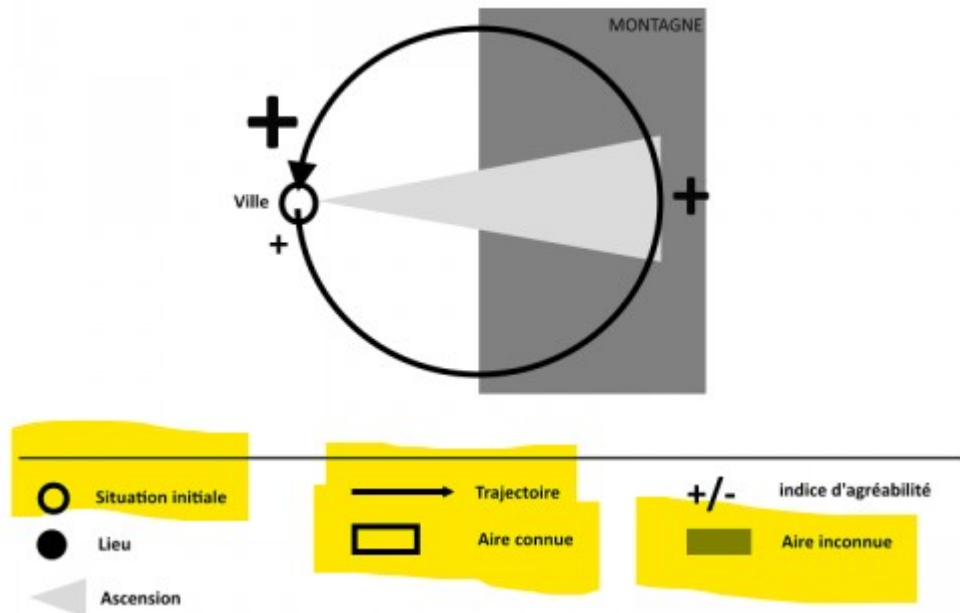 MONTAGNE
+
Ville
+
+
Situation initiale
Trajectoire
+/- indice d'agréabilité
Lieu
Aire connue
Aire inconnue
Ascension